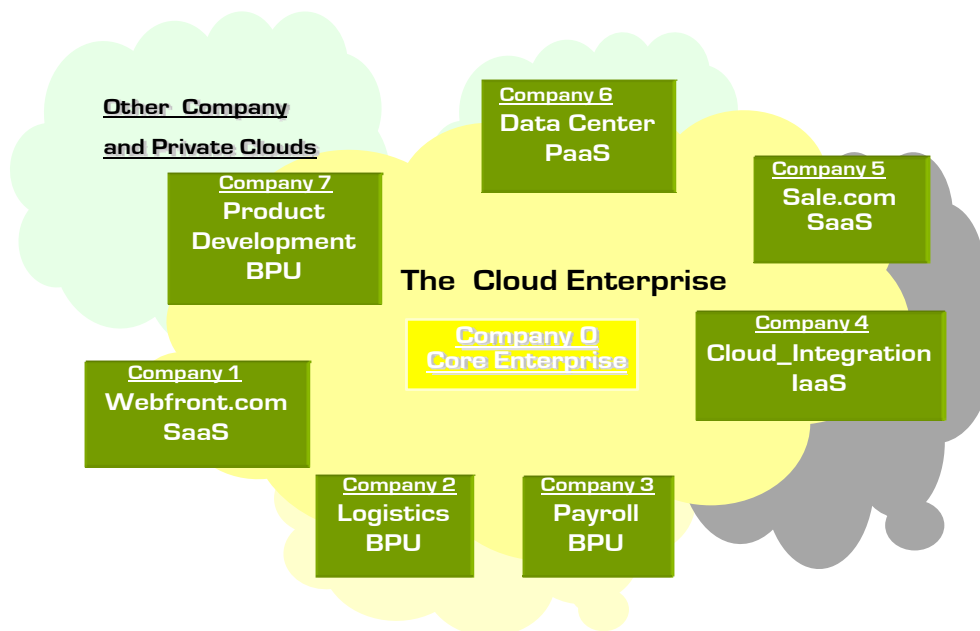 Other Company
and Private Clouds
Company 6
Data Center
PaaS
Company 5
Sale.com
SaaS
Company 7
Product
Development
BPU
The Cloud Enterprise
Company 0
Core Enterprise
Company 4
Cloud_Integration
IaaS
Company 1
Webfront.com
SaaS
Company 2
Logistics
BPU
Company 3
Payroll
BPU